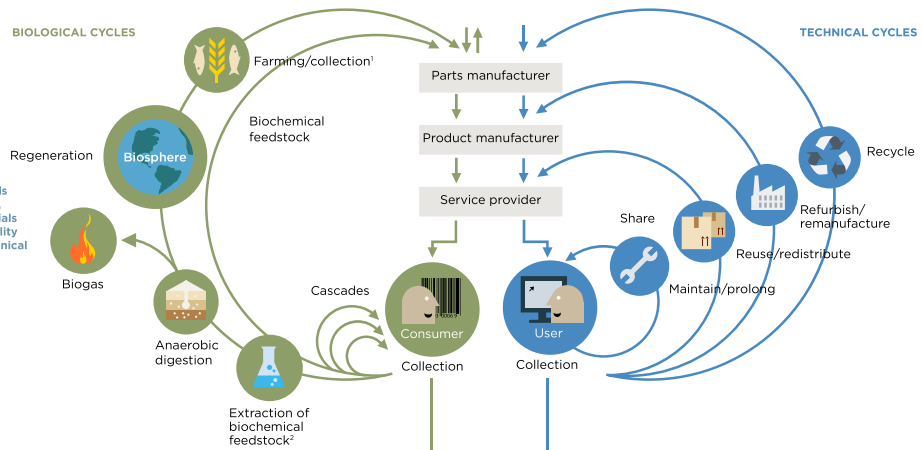 BIOLOGICAL CYCLES
TECHNICAL CYCLES
Farming/collection1
Parts manufacturer
Biochemical
feedstock
Product manufacturer
Regeneration
Biosphere
Recycle
Service provider
Refurbish/
remanufacture
Share
Reuse/redistribute
lity
Biogas
Maintain/prolong
Cascades
Consumer
User
Anaerobic
digestion
Collection
Collection
Extraction of
biochemical
feedstock2